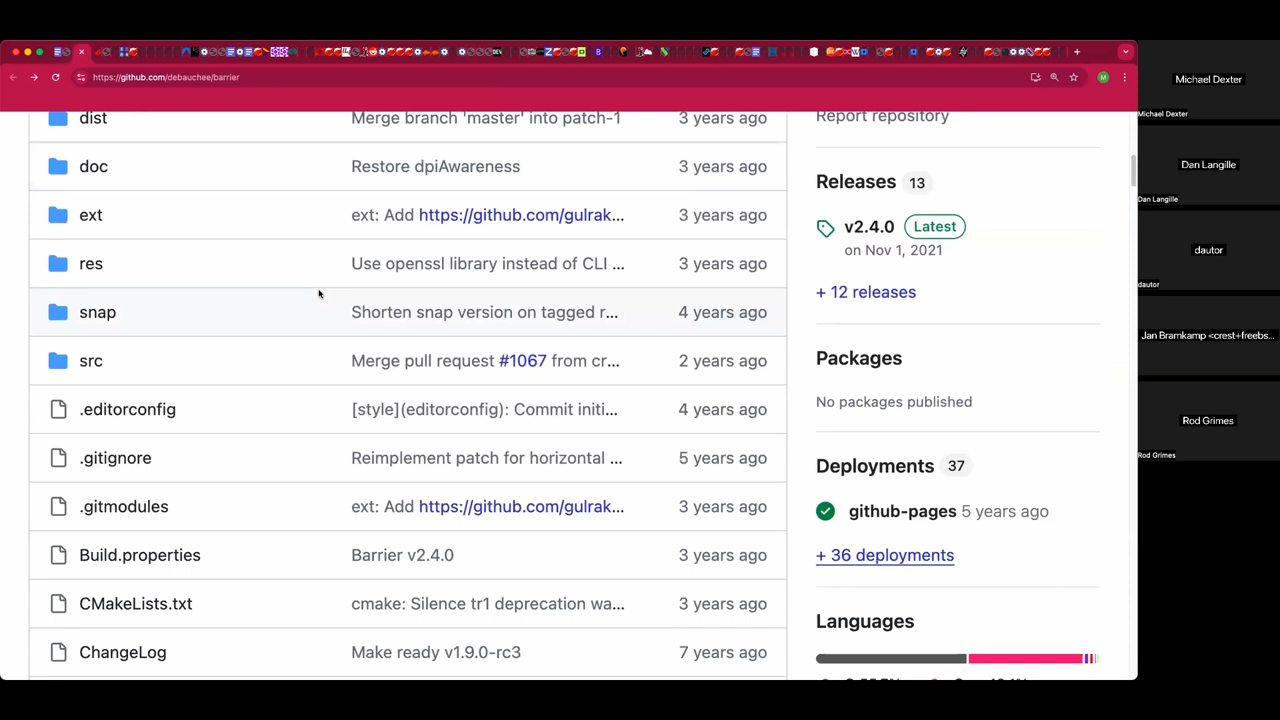 https://github.com/debauchee/barrier
dist Merge branch 'master' into patch-1 3 years ago
doc Restore dpiAwareness 3 years ago
ext ext: Add https://github.com/gulrak... 3 years ago
res Use openssl library instead of CLI ... 3 years ago
snap Shorten snap version on tagged r... 4 years ago
src Merge pull request #1067 from cr... 2 years ago
.editorconfig [style](editorconfig): Commit initi... 4 years ago
.gitignore Reimplement patch for horizontal ... 5 years ago
.gitmodules ext: Add https://github.com/gulrak... 3 years ago
Build.properties Barrier v2.4.0 3 years ago
CMakeLists.txt cmake: Silence tr1 deprecation wa... 3 years ago
ChangeLog Make ready v1.9.0-rc3 7 years ago
Report repository
Releases 13
v2.4.0 Latest
on Nov 1, 2021
+ 12 releases
Packages
No packages published
Deployments 37
github-pages 5 years ago
+ 36 deployments
Languages
Michael Dexter
Michael Dexter
Dan Langille
Dan Langille
dautor
dautor
Jan Bramkamp <crest+freebs...
Rod Grimes
Rod Grimes